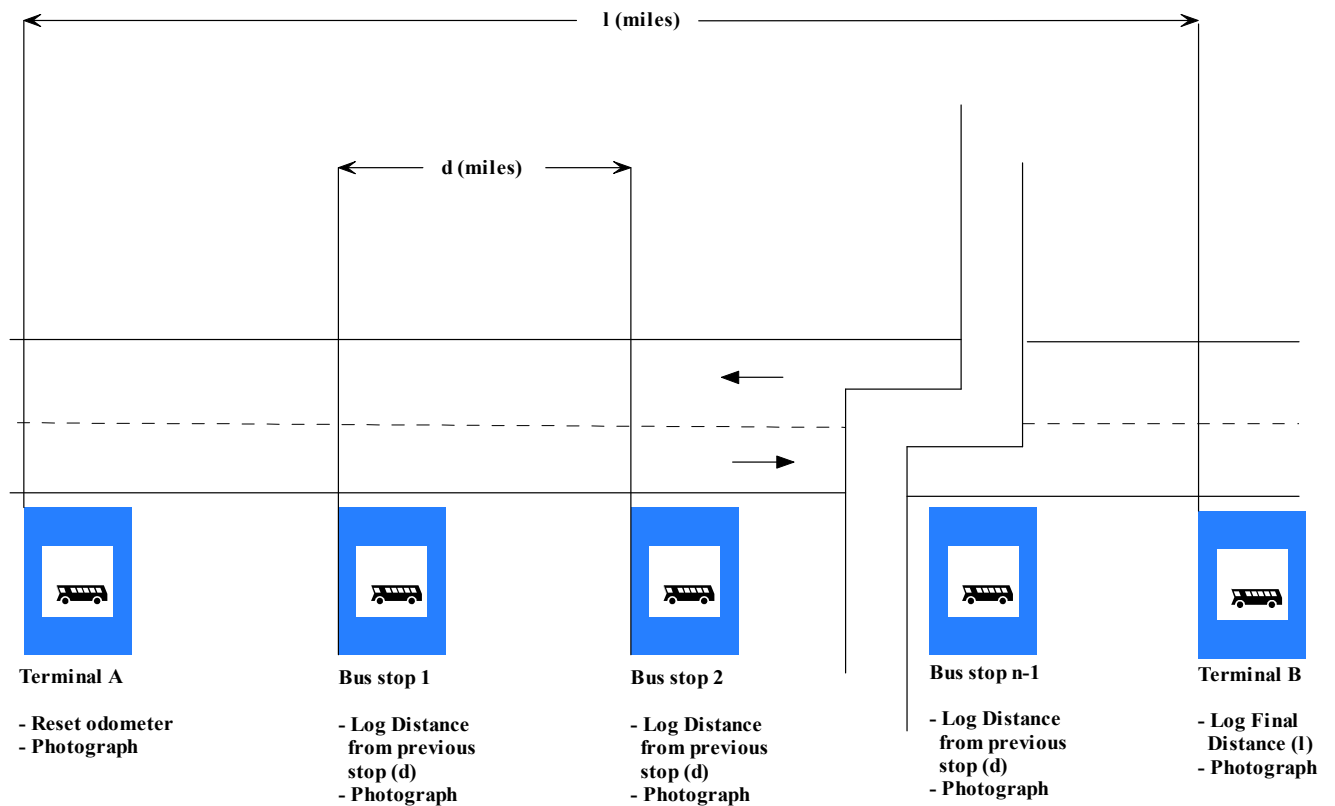 l (miles)
d (miles)
Terminal A
- Reset odometer
- Photograph
Bus stop 1
- Log Distance
from previous
stop (d)
- Photograph
Bus stop 2
- Log Distance
from previous
stop (d)
- Photograph
Bus stop n-1
- Log Distance
from previous
stop (d)
- Photograph
Terminal B
- Log Final
Distance (l)
- Photograph